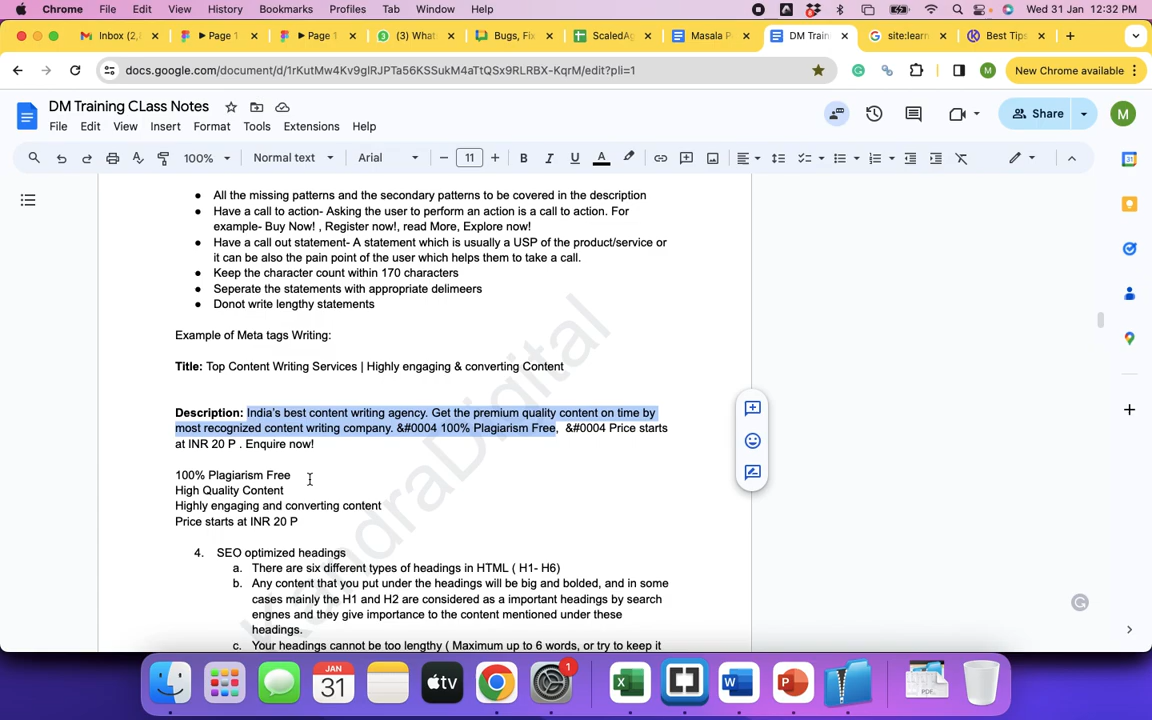 Chrome File Edit View History Bookmarks Profiles Tab Window Help Wed 31 Jan 12:32 PM
Inbox (2, Page 1 Page 1 (3) What Bugs, Fix ScaledAg Masala P DM Train site:learn Best Tips
docs.google.com/document/d/1rKutMw4Kv9glRJPTa56KSSukM4aTtQSx9RLRBX-KqrM/edit?pli=1 New Chrome available
DM Training CLass Notes
File Edit View Insert Format Tools Extensions Help Share M
100% Normal text Arial 11
All the missing patterns and the secondary patterns to be covered in the description
Have a call to action- Asking the user to perform an action is a call to action. For
example- Buy Now! , Register now!, read More, Explore now!
Have a call out statement- A statement which is usually a USP of the product/service or
it can be also the pain point of the user which helps them to take a call.
Keep the character count within 170 characters
Seperate the statements with appropriate delimeers
Donot write lengthy statements
Example of Meta tags Writing:
Title: Top Content Writing Services | Highly engaging & converting Content
Description: India's best content writing agency. Get the premium quality content on time by
most recognized content writing company. &#0004 100% Plagiarism Free, &#0004 Price starts
at INR 20 P . Enquire now!
100% Plagiarism Free
High Quality Content
Highly engaging and converting content
Price starts at INR 20 P
4. SEO optimized headings
a. There are six different types of headings in HTML ( H1- H6)
b. Any content that you put under the headings will be big and bolded, and in some
cases mainly the H1 and H2 are considered as a important headings by search
engnes and they give importance to the content mentioned under these
headings.
c. Your headings cannot be too lengthy ( Maximum up to 6 words, or try to keep it
JAN
31
tv
1